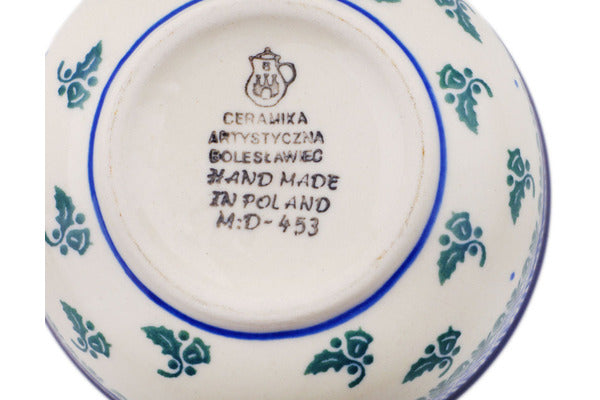 CERAMIKA
ARTYSTYCZNA
BOLESŁAWIEC
HAND MADE
IN POLAND
M:D-453